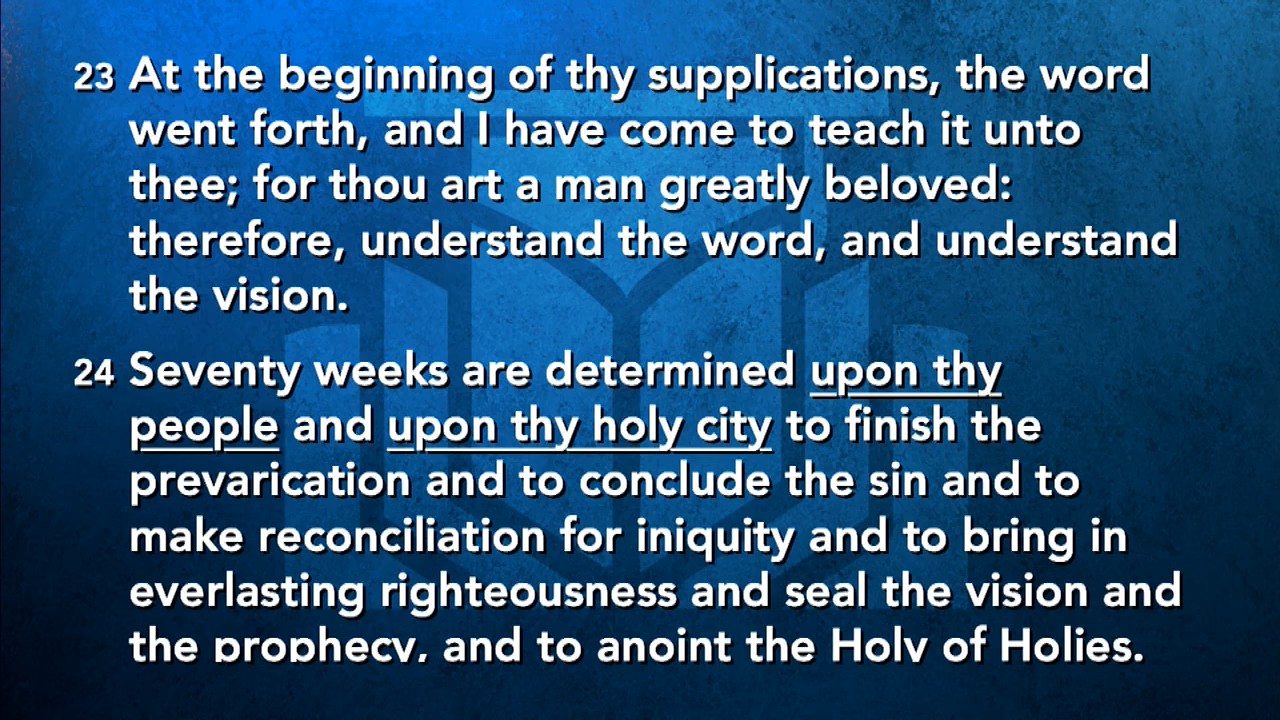 23 At the beginning of thy supplications, the word
went forth, and I have come to teach it unto
thee; for thou art a man greatly beloved:
therefore, understand the word, and understand
the vision.
24 Seventy weeks are determined upon thy
people and upon thy holy city to finish the
prevarication and to conclude the sin and to
make reconciliation for iniquity and to bring in
everlasting righteousness and seal the vision and
the prophecy, and to anoint the Holy of Holies.